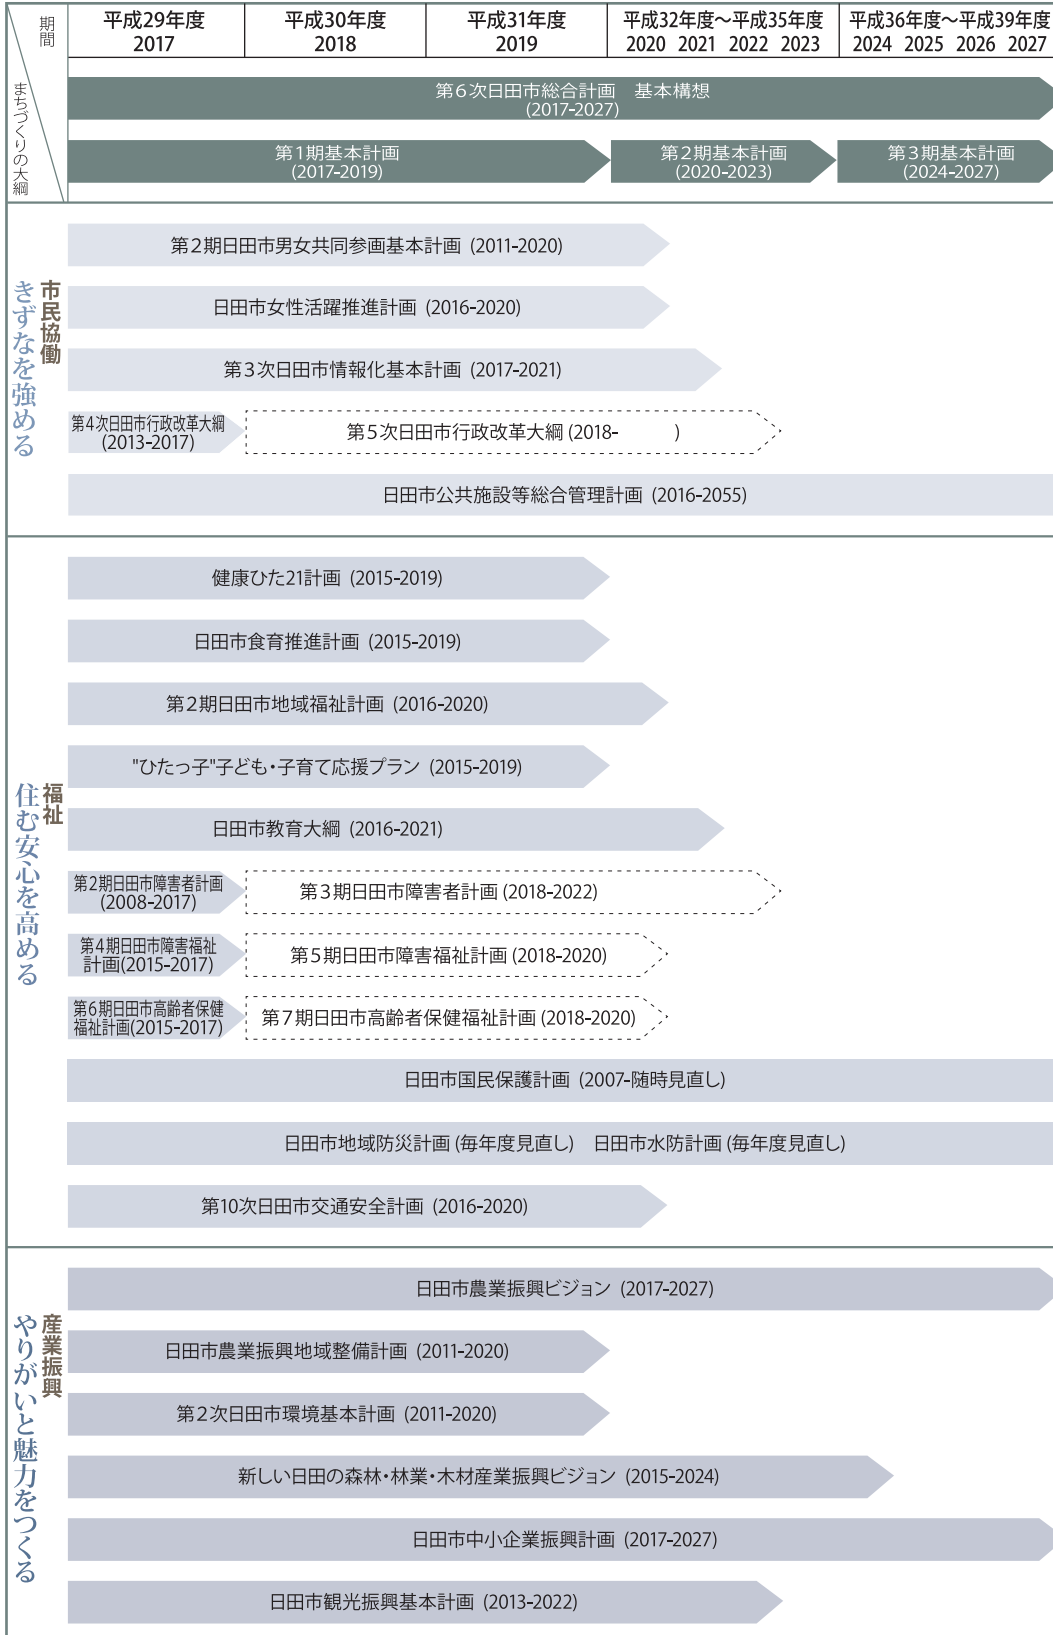 期間
まちづくりの大綱
平成29年度
2017
平成30年度
2018
平成31年度
2019
平成32年度～平成35年度
2020 2021 2022 2023
平成36年度～平成39年度
2024 2025 2026 2027
第6次日田市総合計画　基本構想
(2017-2027)
第1期基本計画
(2017-2019)
第2期基本計画
(2020-2023)
第3期基本計画
(2024-2027)
市民協働
きずなを強める
第2期日田市男女共同参画基本計画 (2011-2020)
日田市女性活躍推進計画 (2016-2020)
第3次日田市情報化基本計画 (2017-2021)
第4次日田市行政改革大綱
(2013-2017)
第5次日田市行政改革大綱 (2018-　　　)
日田市公共施設等総合管理計画 (2016-2055)
福祉
住む安心を高める
健康ひた21計画 (2015-2019)
日田市食育推進計画 (2015-2019)
第2期日田市地域福祉計画 (2016-2020)
"ひたっ子"子ども・子育て応援プラン (2015-2019)
日田市教育大綱 (2016-2021)
第2期日田市障害者計画
(2008-2017)
第3期日田市障害者計画 (2018-2022)
第4期日田市障害福祉
計画(2015-2017)
第5期日田市障害福祉計画 (2018-2020)
第6期日田市高齢者保健
福祉計画(2015-2017)
第7期日田市高齢者保健福祉計画 (2018-2020)
日田市国民保護計画 (2007-随時見直し)
日田市地域防災計画 (毎年度見直し)　日田市水防計画 (毎年度見直し)
第10次日田市交通安全計画 (2016-2020)
産業振興
やりがいと魅力をつくる
日田市農業振興ビジョン (2017-2027)
日田市農業振興地域整備計画 (2011-2020)
第2次日田市環境基本計画 (2011-2020)
新しい日田の森林・林業・木材産業振興ビジョン (2015-2024)
日田市中小企業振興計画 (2017-2027)
日田市観光振興基本計画 (2013-2022)